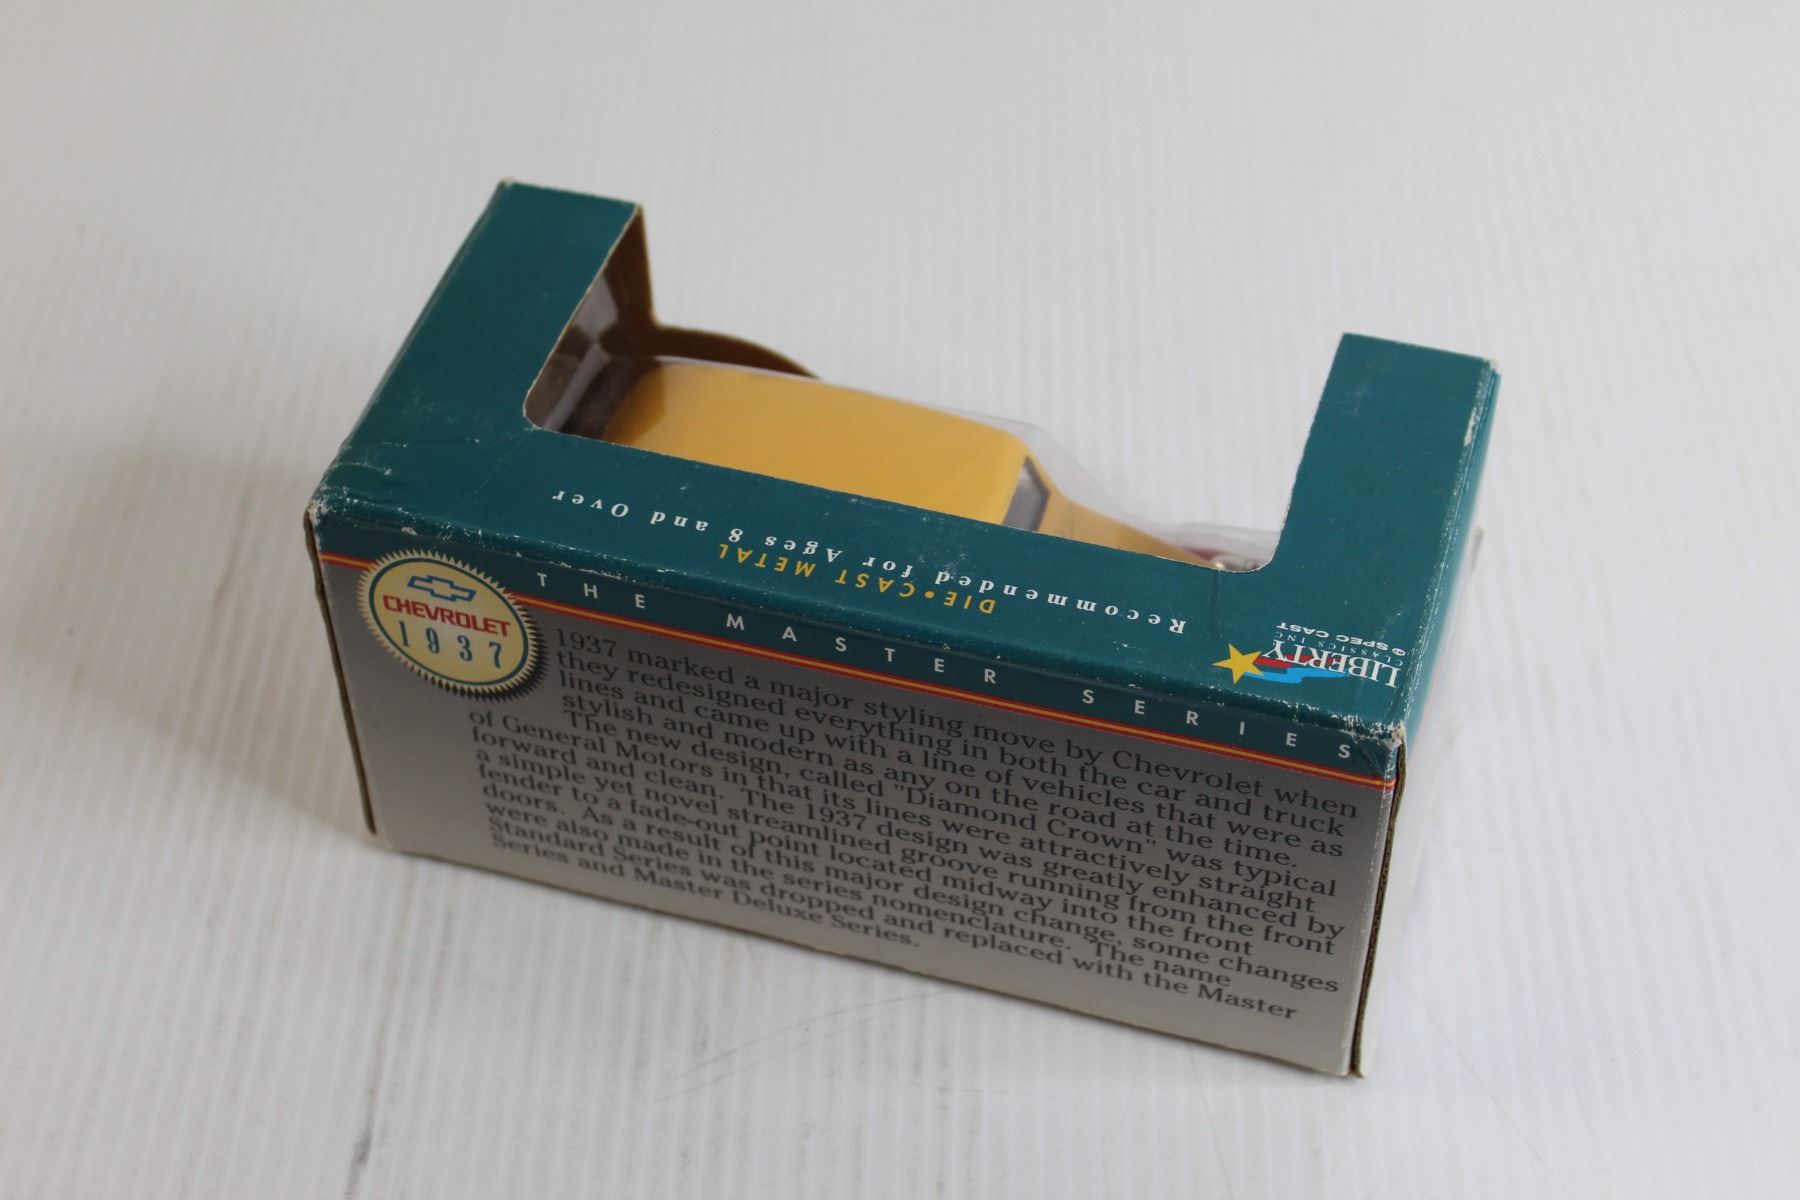 LIBERTY
CLASSICS INC
SPEC CAST
DIE•CAST METAL
Recommended for Ages 8 and Over
THE MASTER SERIES
CHEVROLET
1937
1937 marked a major styling move by Chevrolet when
they redesigned everything in both the car and truck
lines and came up with a line of vehicles that were as
stylish and modern as any on the road at the time.
The new design, called "Diamond Crown" was typical
of General Motors in that its lines were attractively straight
forward and clean. The 1937 design was greatly enhanced by
a simple yet novel streamlined groove running from the front
fender to a fade-out point located midway into the front
doors. As a result of this major design change, some changes
were also made in the series nomenclature. The name
Standard Series was dropped and replaced with the Master
Series and Master Deluxe Series.